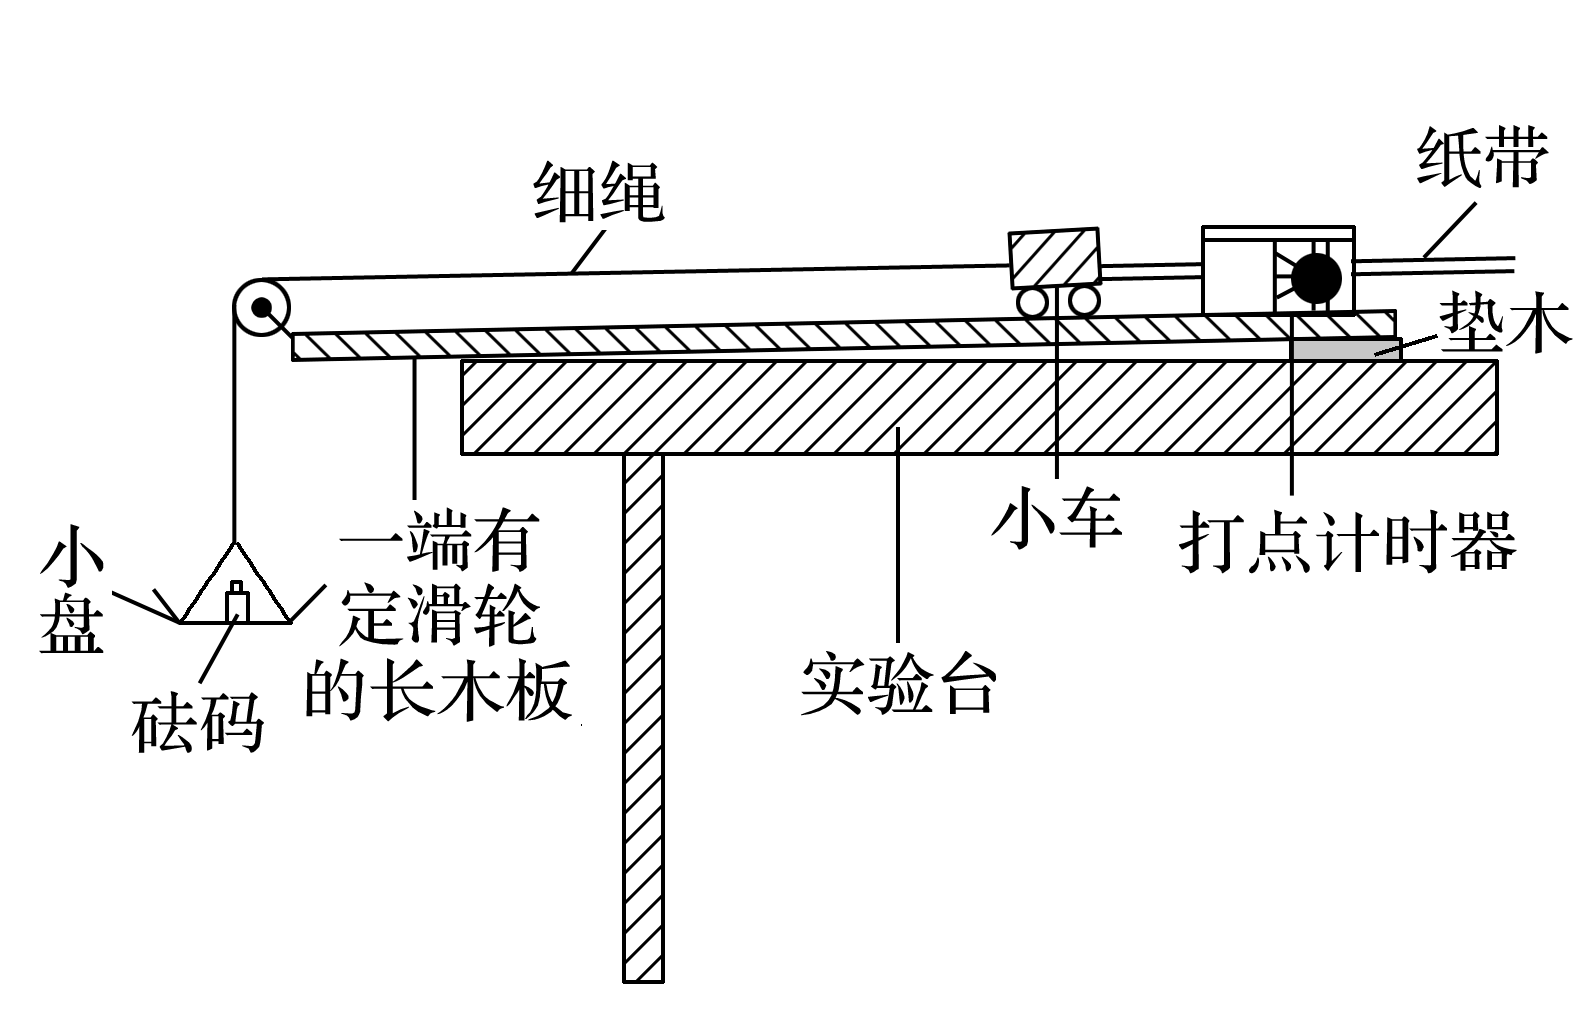 纸带
细绳
垫木
小车
打点计时器
小
盘
一端有
定滑轮
的长木板
实验台
砝码